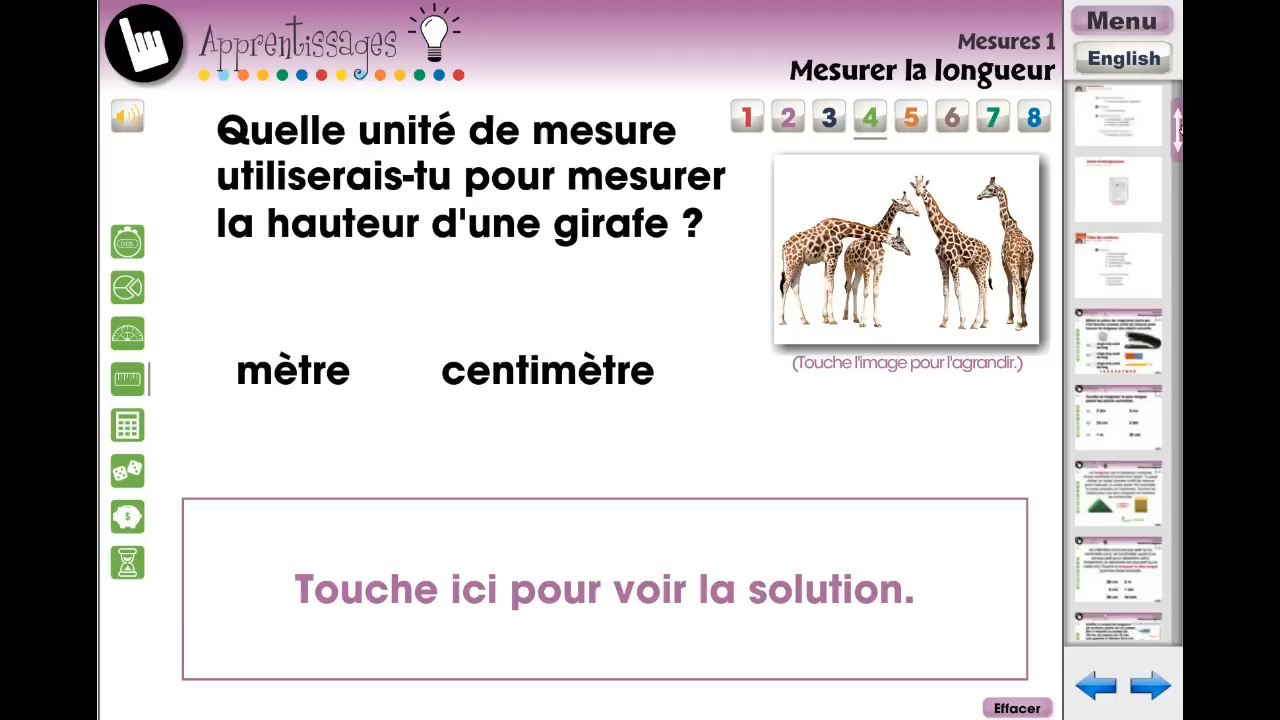 Apprentissages
Mesures 1
Mesurer la longueur
Menu
English
1 2 3 4 5 6 7 8
Quelle unité de mesure
utiliserais-tu pour mesurer
la hauteur d'une girafe ?
(Touche l'image pour l'agrandir.)
mètre centimètre
Touche ici pour voir la solution.
Effacer